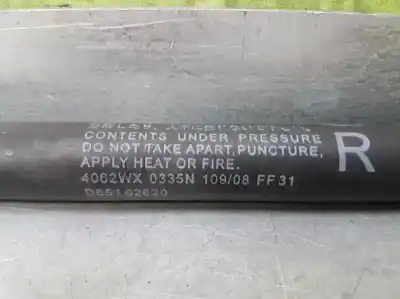 CONTENTS UNDER PRESSURE
DO NOT TAKE APART, PUNCTURE,
APPLY HEAT OR FIRE.
R
4062WX 0335N 109/08 FF31